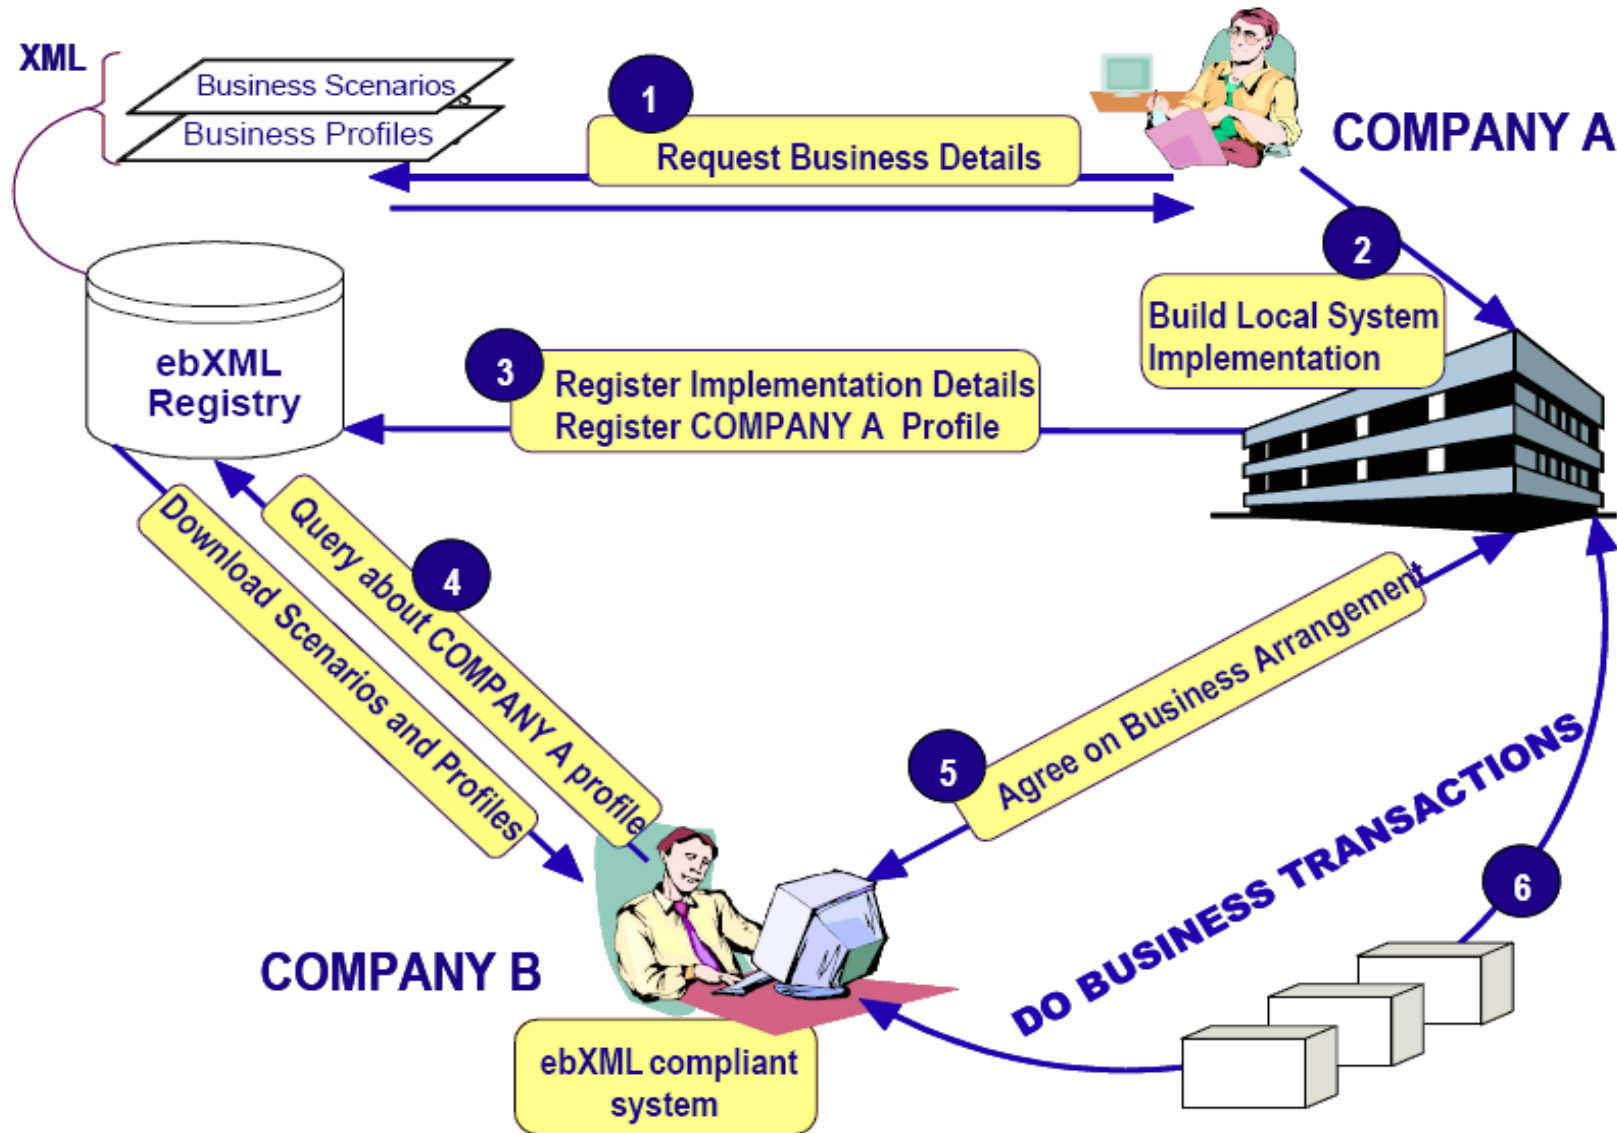 XML
Business Scenarios
Business Profiles
1
Request Business Details
COMPANY A
2
Build Local System
Implementation
ebXML
Registry
3
Register Implementation Details
Register COMPANY A Profile
4
Query about COMPANY A profile
Download Scenarios and Profiles
5
Agree on Business Arrangement
DO BUSINESS TRANSACTIONS
6
COMPANY B
ebXML compliant
system